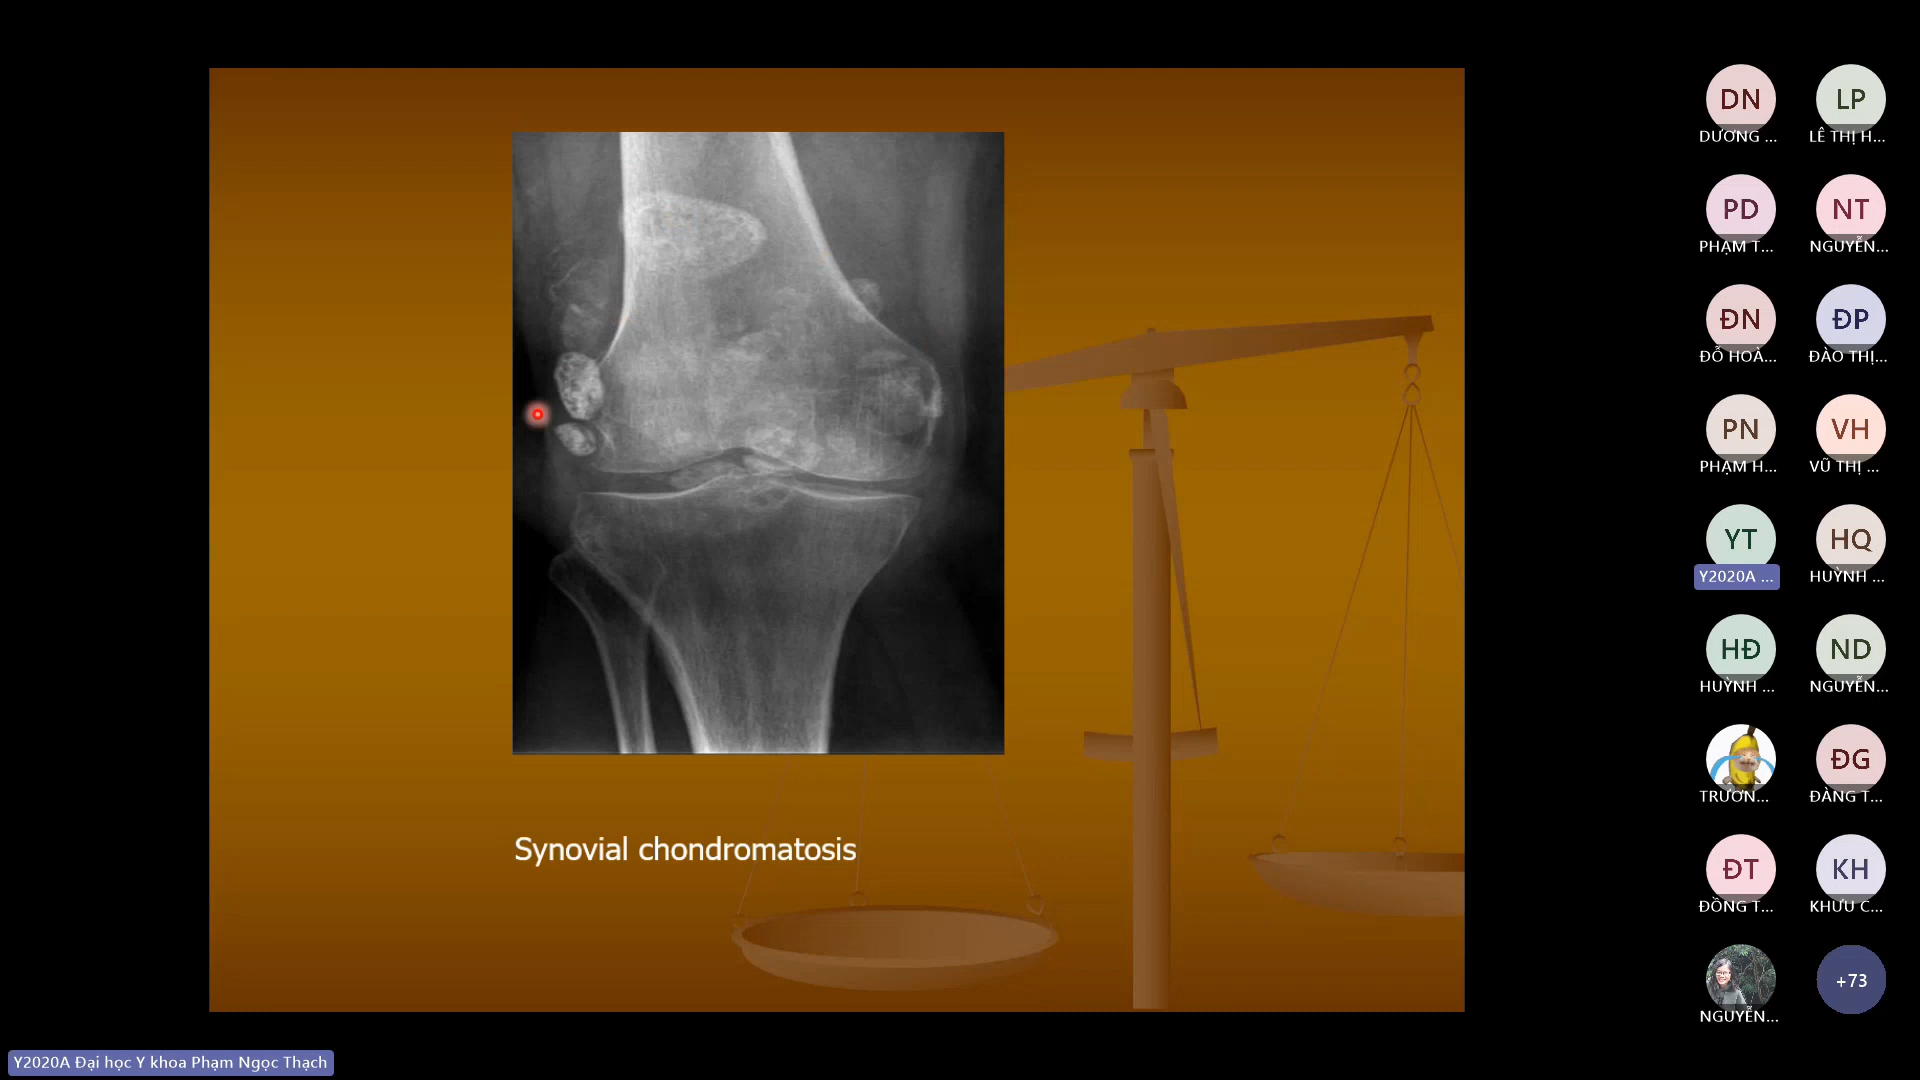 Synovial chondromatosis
DN
DƯƠNG ...
LP
LÊ THỊ H...
PD
PHẠM T...
NT
NGUYỄN...
ĐN
ĐỖ HOÀ...
ĐP
ĐÀO THỊ...
PN
PHẠM H...
VH
VŨ THỊ ...
YT
Y2020A ...
HQ
HUỲNH ...
HĐ
HUỲNH ...
ND
NGUYỄN...
TRƯƠN...
ĐG
ĐÀNG T...
ĐT
ĐỒNG T...
KH
KHƯU C...
NGUYỄN...
+73
Y2020A Đại học Y khoa Phạm Ngọc Thạch